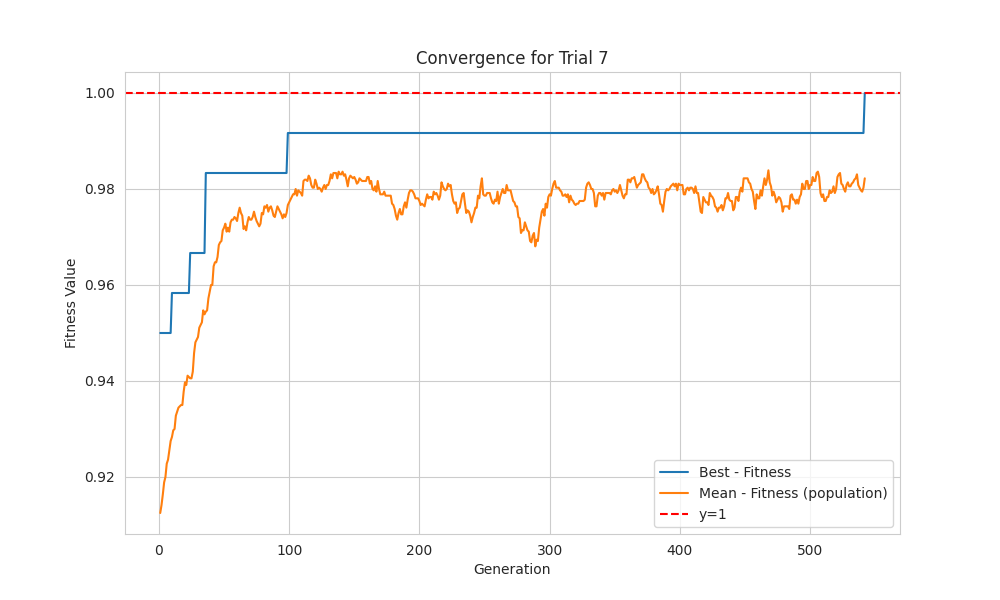 Convergence for Trial 7
Fitness Value
1.00
0.98
0.96
0.94
0.92
0 100 200 300 400 500
Generation
Best - Fitness
Mean - Fitness (population)
y=1